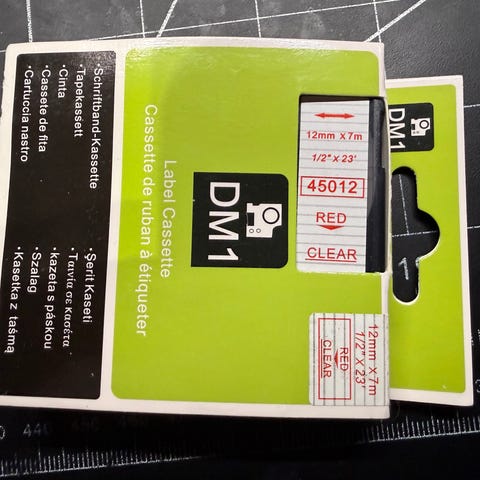 12mm x7m
1/2" x 23'
45012
RED
CLEAR
DM1
Label Cassette
Cassette de ruban à étiqueter
DM1
12mm x 7m
1/2" x 23'
RED
CLEAR
·Schriftband-Kassette
·Tapekassett
·Cinta
·Cassete de fita
·Cartuccia nastro
·Şerit Kaseti
·Ταινία σε κασέτα
kazeta s páskou
·Szalag
·Kasetka z taśmą
440